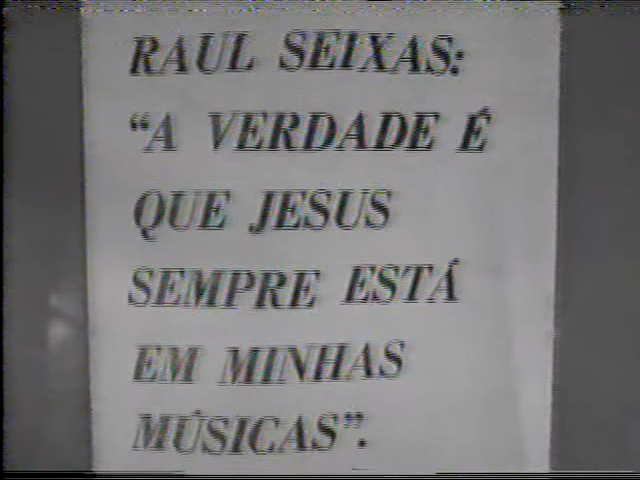 RAUL SEIXAS:
“A VERDADE É
QUE JESUS
SEMPRE ESTÁ
EM MINHAS
MÚSICAS”.